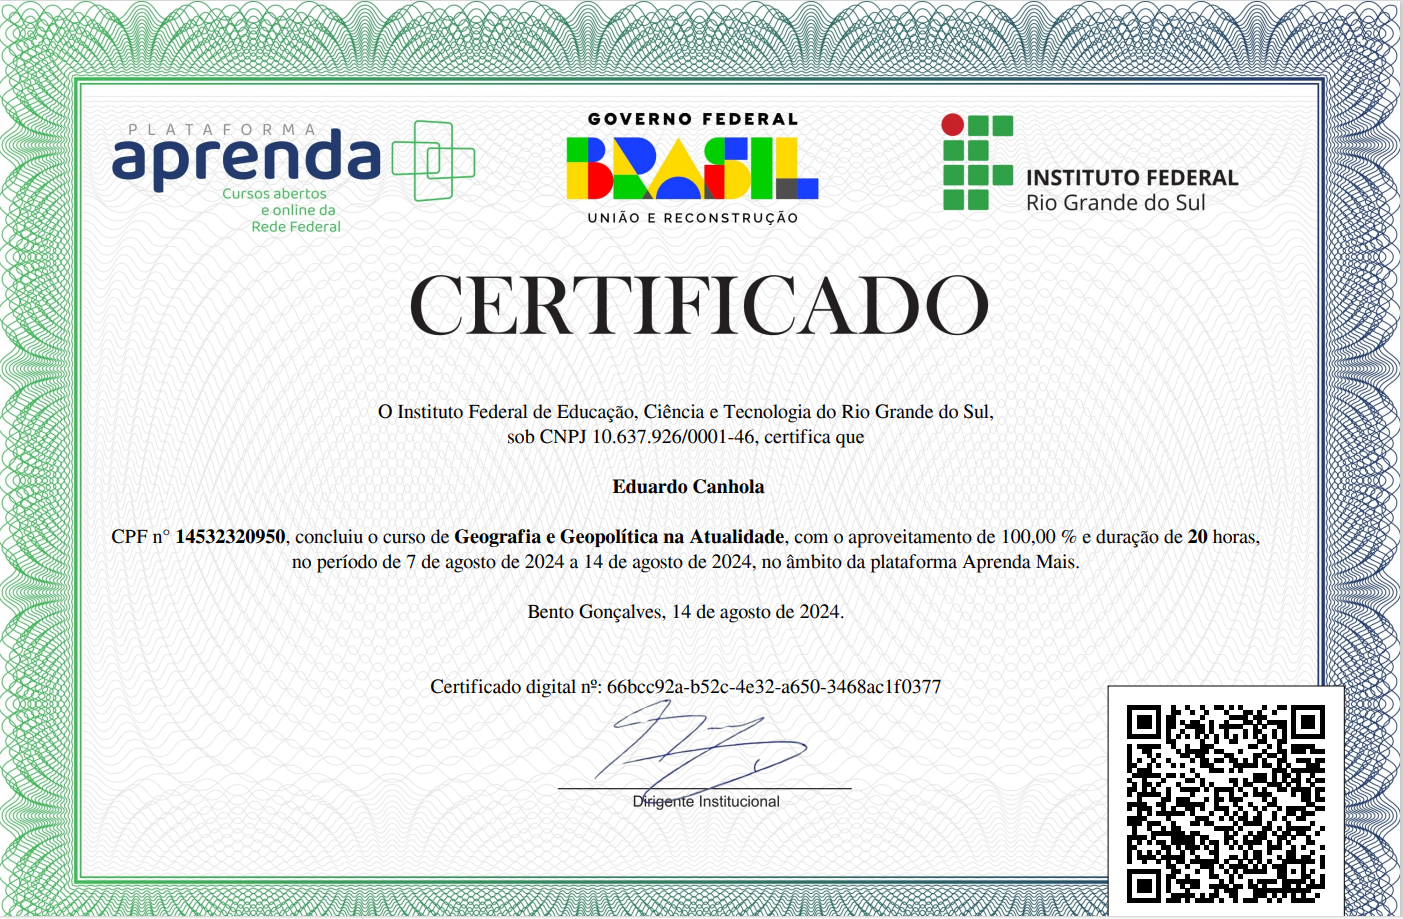 PLATAFORMA
aprenda
Cursos abertos
e online da
Rede Federal
GOVERNO FEDERAL
BRASIL
UNIÃO E RECONSTRUÇÃO
INSTITUTO FEDERAL
Rio Grande do Sul
CERTIFICADO
O Instituto Federal de Educação, Ciência e Tecnologia do Rio Grande do Sul,
sob CNPJ 10.637.926/0001-46, certifica que
Eduardo Canhola
CPF n° 14532320950, concluiu o curso de Geografia e Geopolítica na Atualidade, com o aproveitamento de 100,00 % e duração de 20 horas,
no período de 7 de agosto de 2024 a 14 de agosto de 2024, no âmbito da plataforma Aprenda Mais.
Bento Gonçalves, 14 de agosto de 2024.
Certificado digital nº: 66bcc92a-b52c-4e32-a650-3468ac1f0377
Dirigente Institucional